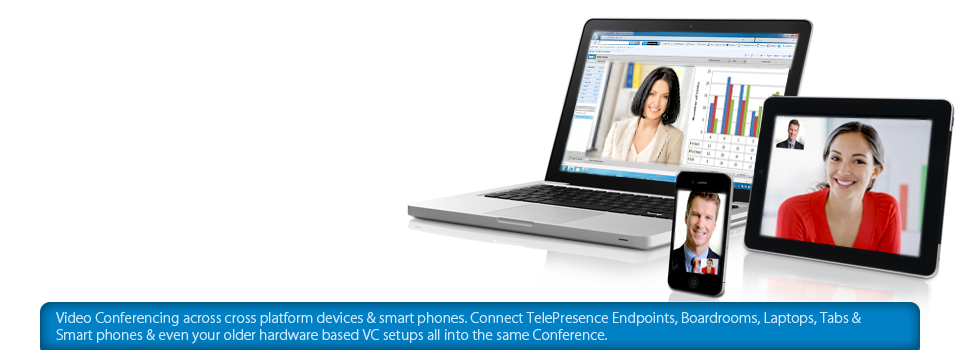 Video Conferencing across cross platform devices & smart phones. Connect TelePresence Endpoints, Boardrooms, Laptops, Tabs &
Smart phones & even your older hardware based VC setups all into the same Conference.